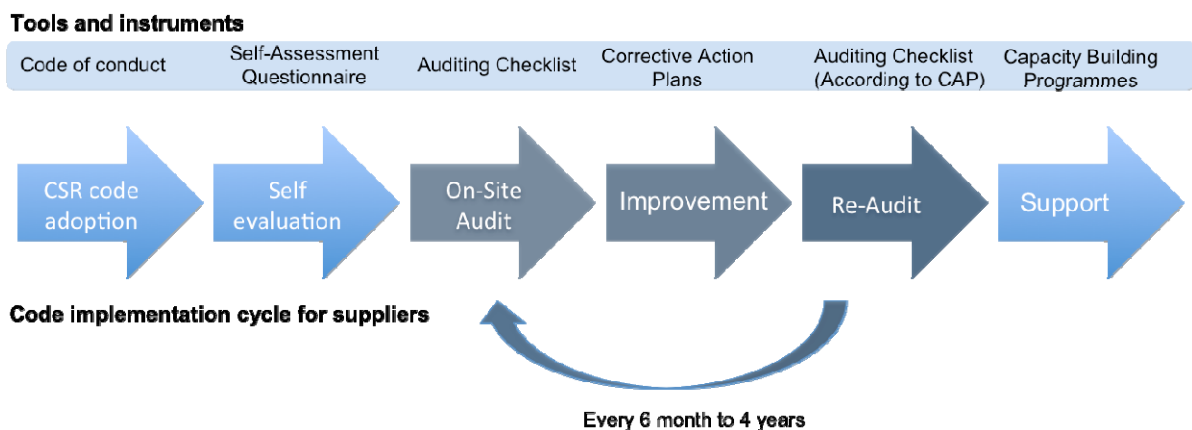 Tools and instruments
Code of conduct
Self-Assessment
Questionnaire
Auditing Checklist
Corrective Action
Plans
Auditing Checklist
(According to CAP)
Capacity Building
Programmes
CSR code
adoption
Self
evaluation
On-Site
Audit
Improvement
Re-Audit
Support
Code implementation cycle for suppliers
Every 6 month to 4 years